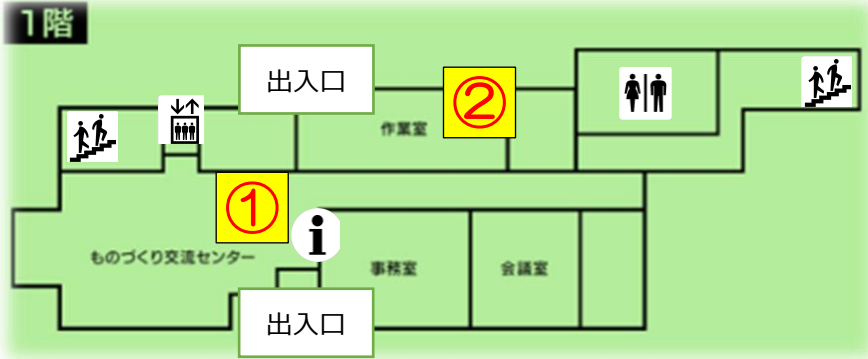 1階
出入口
②
作業室
①
i
ものづくり交流センター
事務室
会議室
出入口